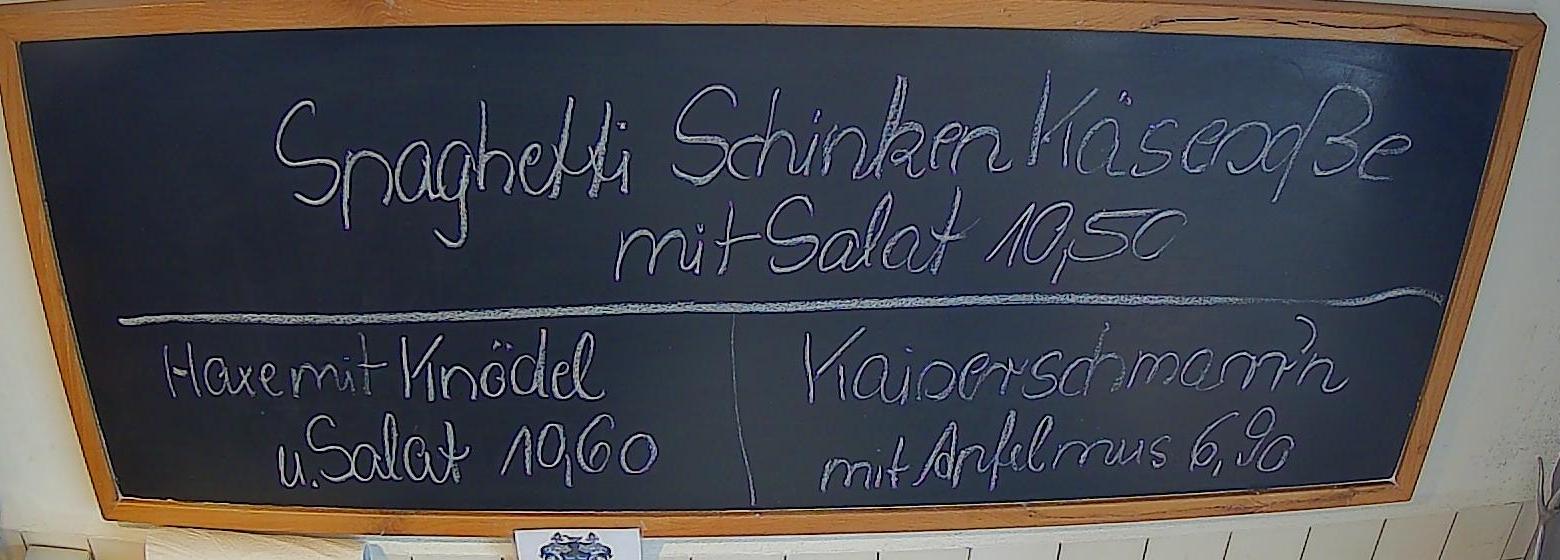 Spaghetti Schinken Käsesoße
mit Salat 10,50
Haxe mit Knödel
u. Salat 10,60
Kaiserschmarr'n
mit Apfelmus 6,90